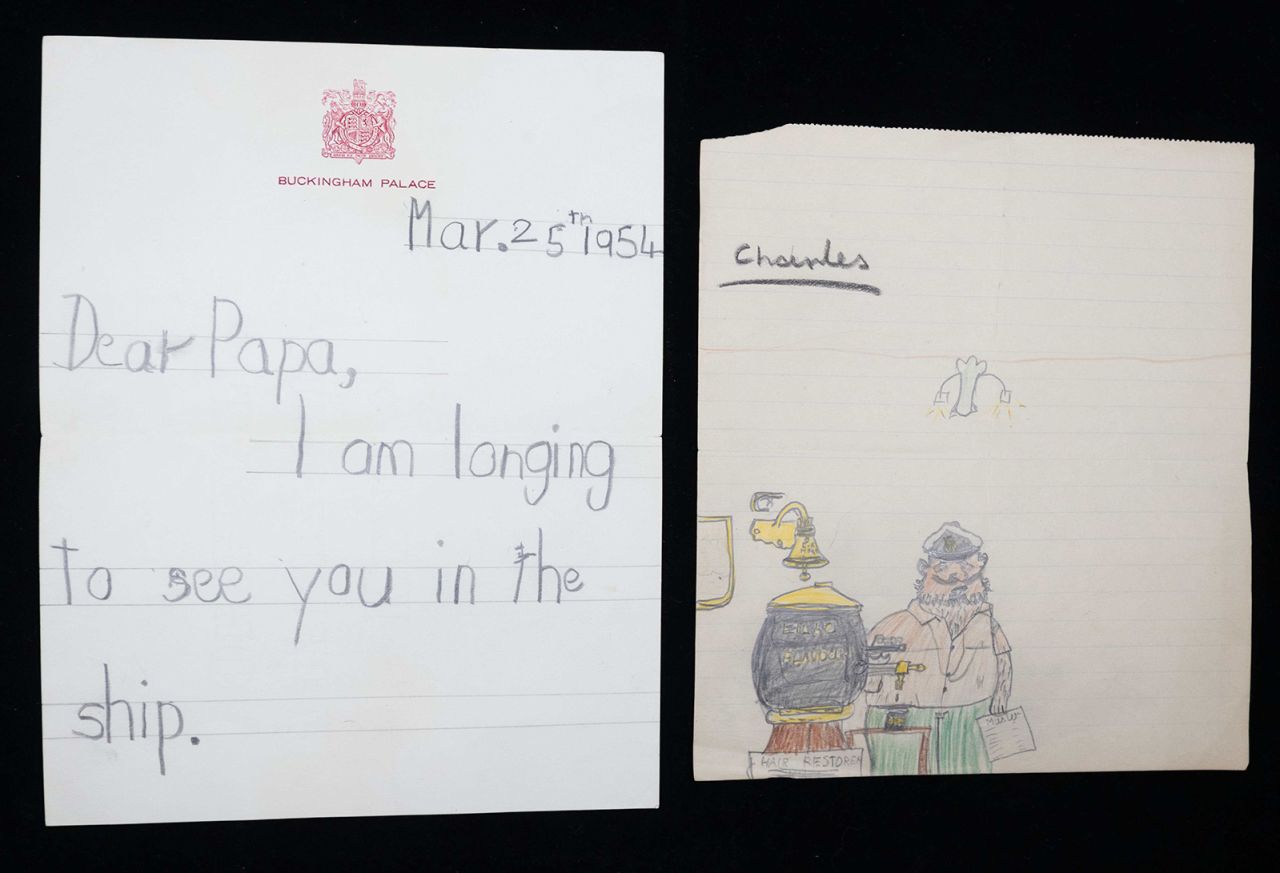 BUCKINGHAM PALACE
Mar. 25th 1954
Dear Papa,
I am longing
to see you in the
ship.
Charles
HAIR RESTORER